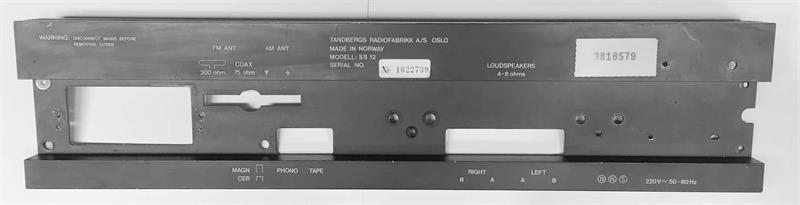 WARNING: DISCONNECT MAINS BEFORE
REMOVING COVER
FM ANT
AM ANT
COAX
300 ohm
75 ohm
TANDBERGS RADIOFABRIKK A/S OSLO
MADE IN NORWAY
MODELL: SS 12
SERIAL NO.
№ 1622739
LOUDSPEAKERS
4-8 ohms
3818579
MAGN
CER
PHONO
TAPE
RIGHT
LEFT
B A A B
D N S
220V~ 50-60Hz